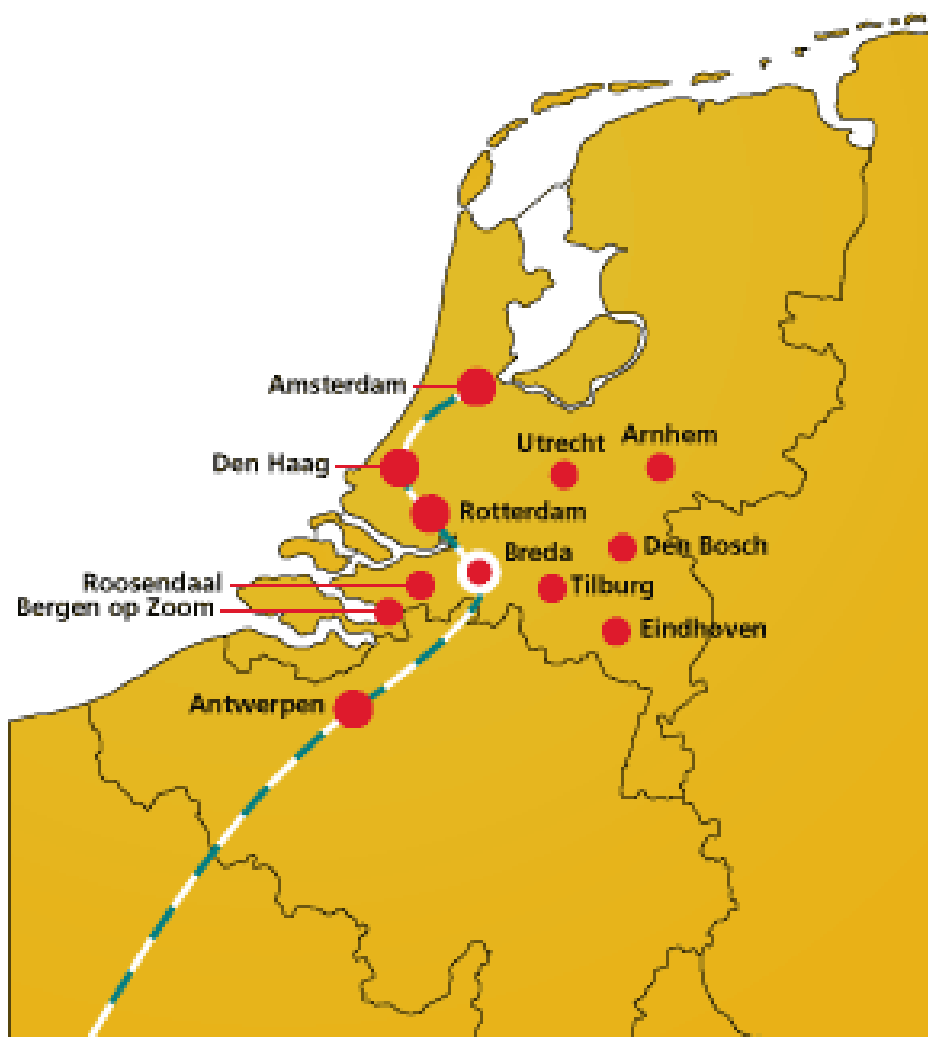 Amsterdam
Utrecht
Arnhem
Den Haag
Rotterdam
Breda
Den Bosch
Roosendaal
Tilburg
Bergen op Zoom
Eindhoven
Antwerpen